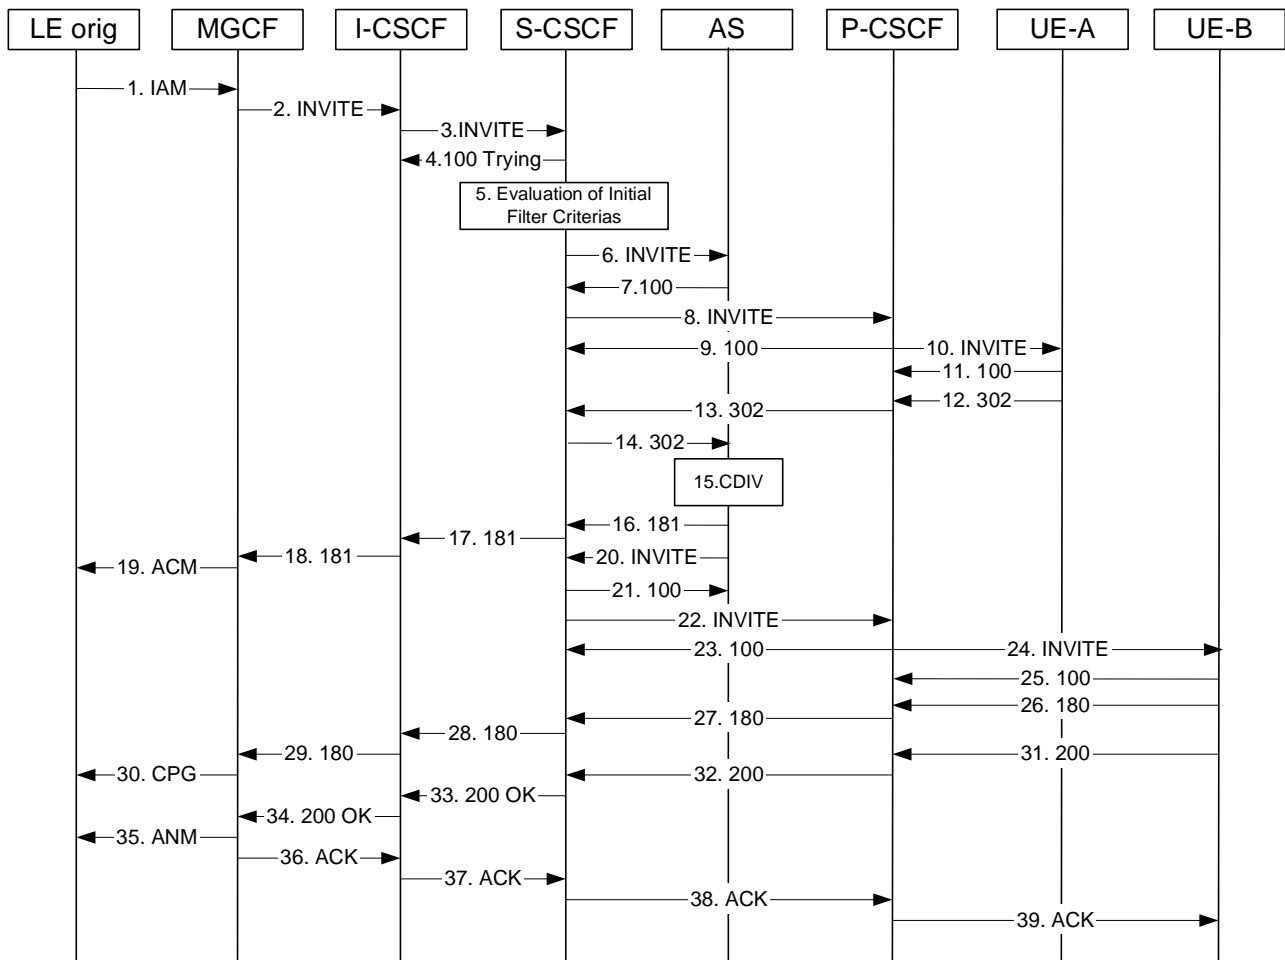 LE orig
MGCF
I-CSCF
S-CSCF
AS
P-CSCF
UE-A
UE-B
1. IAM
2. INVITE
3.INVITE
4.100 Trying
5. Evaluation of Initial
Filter Criterias
6. INVITE
7.100
8. INVITE
9. 100
10. INVITE
11. 100
12. 302
13. 302
14. 302
15.CDIV
16. 181
17. 181
18. 181
19. ACM
20. INVITE
21. 100
22. INVITE
23. 100
24. INVITE
25. 100
26. 180
27. 180
28. 180
29. 180
30. CPG
31. 200
32. 200
33. 200 OK
34. 200 OK
35. ANM
36. ACK
37. ACK
38. ACK
39. ACK